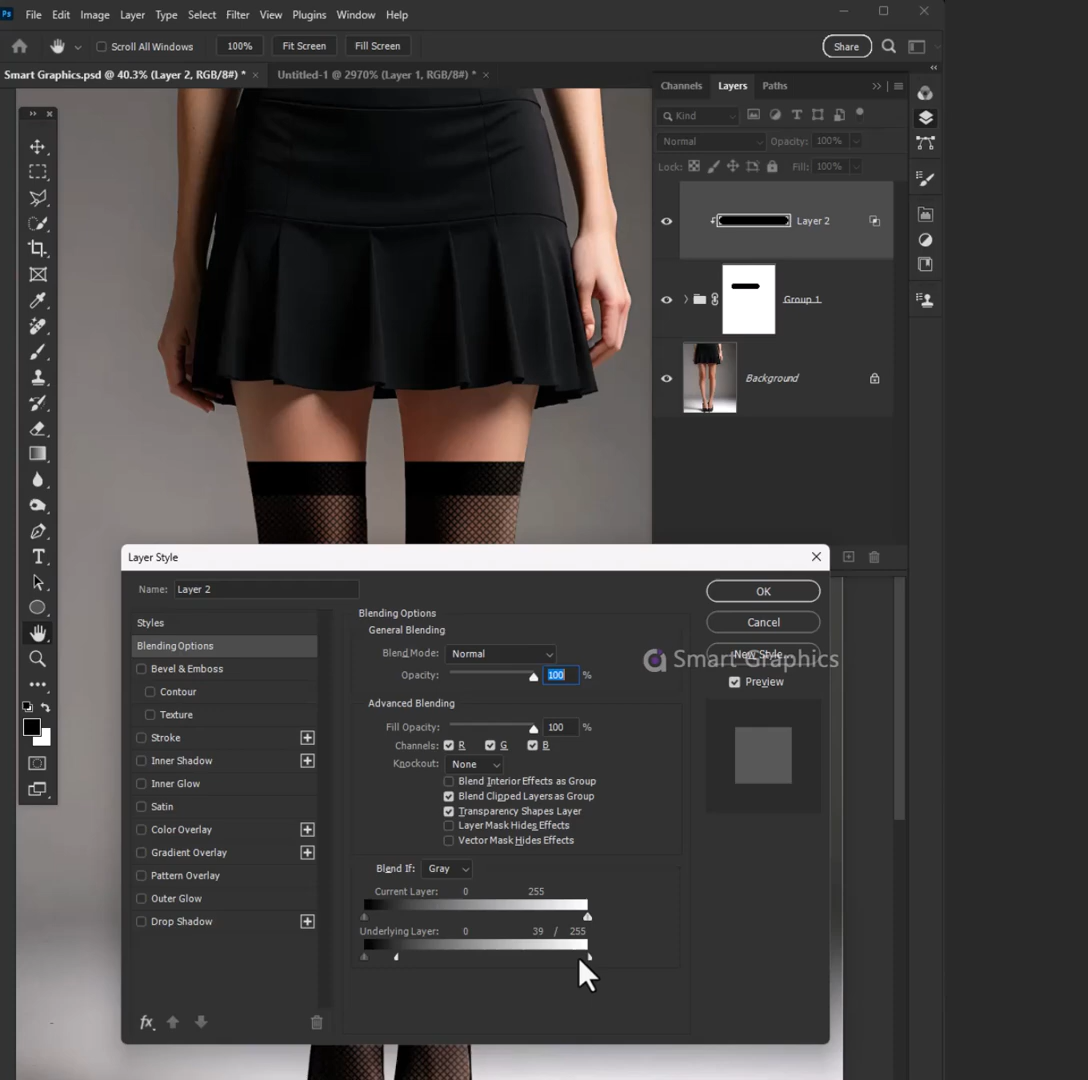 Ps File Edit Image Layer Type Select Filter View Plugins Window Help
Scroll All Windows 100% Fit Screen Fill Screen Share
Smart Graphics.psd @ 40.3% (Layer 2, RGB/8#) * × Untitled-1 @ 2970% (Layer 1, RGB/8#) * ×
Channels Layers Paths
Kind
Normal Opacity: 100%
Lock: Fill: 100%
Layer 2
Group 1
Background
Layer Style
Name: Layer 2
OK
Cancel
New Style...
Preview
Smart Graphics
Styles
Blending Options
Bevel & Emboss
Contour
Texture
Stroke
Inner Shadow
Inner Glow
Satin
Color Overlay
Gradient Overlay
Pattern Overlay
Outer Glow
Drop Shadow
fx
Blending Options
General Blending
Blend Mode: Normal
Opacity: 100 %
Advanced Blending
Fill Opacity: 100 %
Channels: R G B
Knockout: None
Blend Interior Effects as Group
Blend Clipped Layers as Group
Transparency Shapes Layer
Layer Mask Hides Effects
Vector Mask Hides Effects
Blend If: Gray
Current Layer: 0 255
Underlying Layer: 0 39 / 255